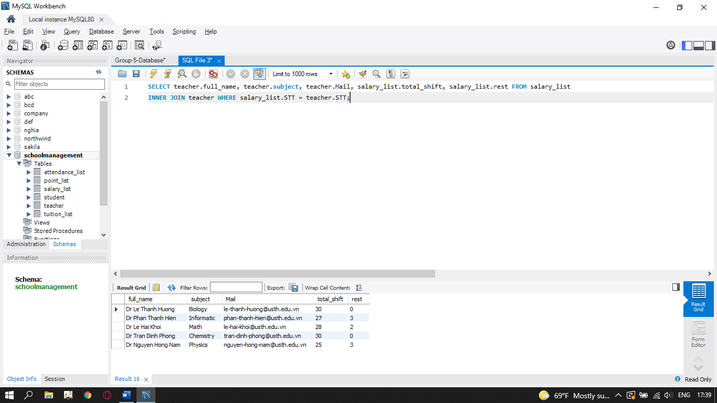 MySQL Workbench
Local instance MySQL80
File Edit View Query Database Server Tools Scripting Help
Navigator
SCHEMAS
Filter objects
abc
bcd
company
def
nghia
northwind
sakila
schoolmanagement
Tables
attendance_list
point_list
salary_list
student
teacher
tuition_list
Views
Stored Procedures
Functions
Administration Schemas
Information
Schema:
schoolmanagement
Object Info Session
Group-5-Database*
SQL File 3*
Limit to 1000 rows
1 SELECT teacher.full_name, teacher.subject, teacher.Mail, salary_list.total_shift, salary_list.rest FROM salary_list
2 INNER JOIN teacher WHERE salary_list.STT = teacher.STT;
Result Grid Filter Rows: Export: Wrap Cell Content:
full_name subject Mail total_shift rest
Dr Le Thanh Huong Biology le-thanh-huong@usth.edu.vn 30 0
Dr Phan Thanh Hien Informatic phan-thanh-hien@usth.edu.vn 27 3
Dr Le Hai Khoi Math le-hai-khoi@usth.edu.vn 28 2
Dr Tran Dinh Phong Chemistry tran-dinh-phong@usth.edu.vn 30 0
Dr Nguyen Hong Nam Physics nguyen-hong-nam@usth.edu.vn 25 3
Result Grid
Form Editor
Result 16
Read Only
69°F Mostly su... ENG 17:39